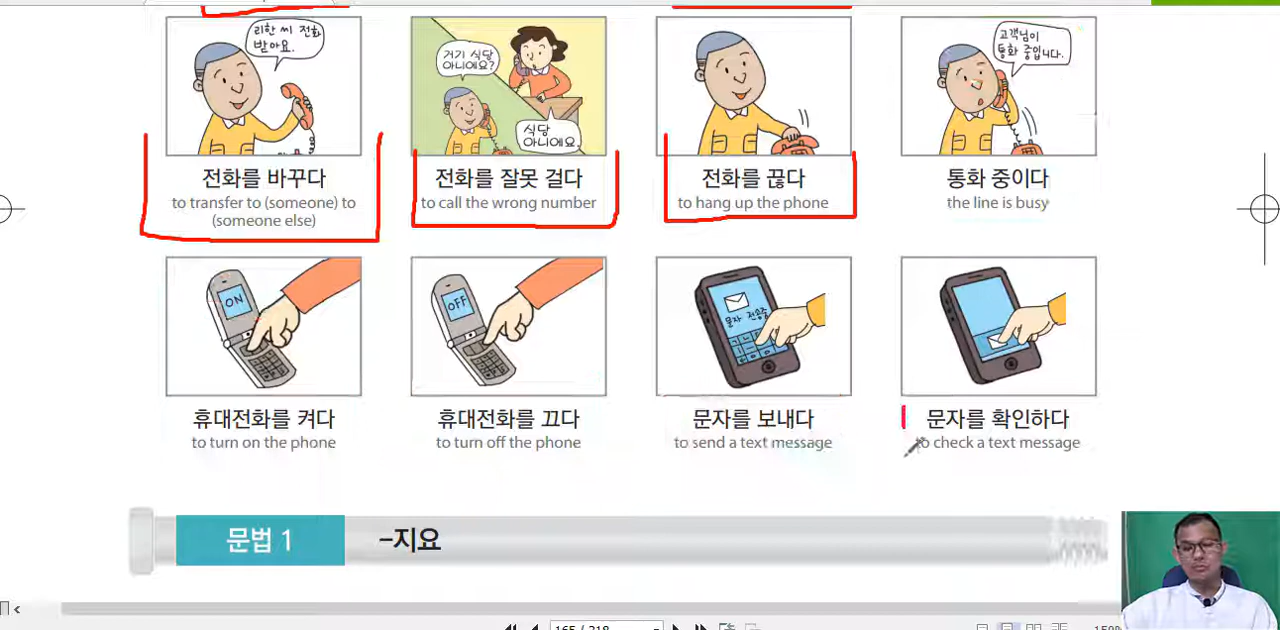 리한 씨 전화
받아요.
거기 식당
아니에요?
식당
아니에요.
고객님이
통화 중입니다.
전화를 바꾸다
to transfer to (someone) to
(someone else)
전화를 잘못 걸다
to call the wrong number
전화를 끊다
to hang up the phone
통화 중이다
the line is busy
ON
OFF
문자 전송중
휴대전화를 켜다
to turn on the phone
휴대전화를 끄다
to turn off the phone
문자를 보내다
to send a text message
문자를 확인하다
to check a text message
문법 1
-지요
165 / 218
150%